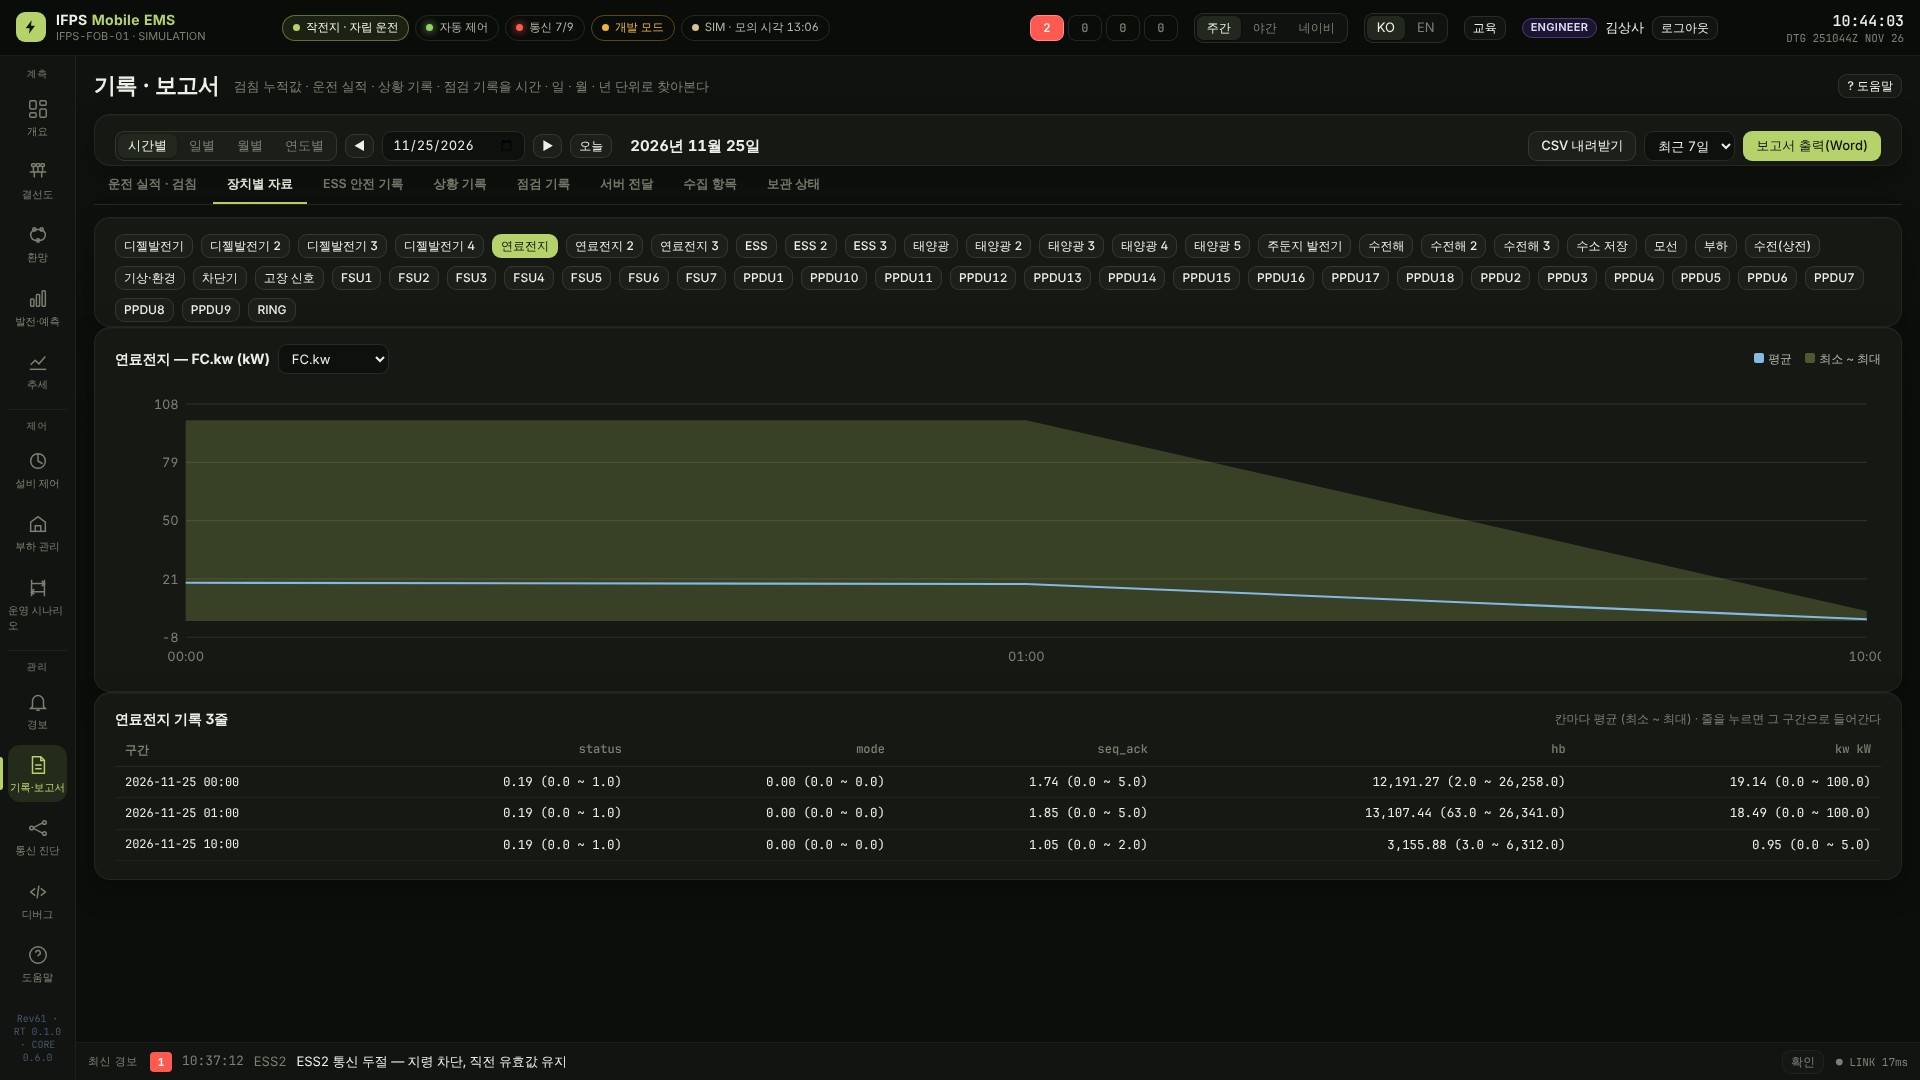 IFPS Mobile EMS
IFPS-FOB-01 · SIMULATION
작전지 · 자립 운전
자동 제어
통신 7/9
개발 모드
SIM · 모의 시각 13:06
2 0 0 0
주간 야간 네이비
KO EN
교육
ENGINEER 김상사 로그아웃
10:44:03
DTG 251044Z NOV 26
계측
개요
결선도
환망
발전·예측
추세
제어
설비 제어
부하 관리
운영 시나리
오
관리
경보
기록·보고서
통신 진단
디버그
도움말
Rev61 ·
RT 0.1.0
· CORE
0.6.0
기록 · 보고서
검침 누적값 · 운전 실적 · 상황 기록 · 점검 기록을 시간 · 일 · 월 · 년 단위로 찾아본다
? 도움말
시간별 일별 월별 연도별 ◀ 11/25/2026 ▶ 오늘 2026년 11월 25일
CSV 내려받기 최근 7일 보고서 출력(Word)
운전 실적 · 검침 장치별 자료 ESS 안전 기록 상황 기록 점검 기록 서버 전달 수집 항목 보관 상태
디젤발전기 디젤발전기 2 디젤발전기 3 디젤발전기 4 연료전지 연료전지 2 연료전지 3 ESS ESS 2 ESS 3 태양광 태양광 2 태양광 3 태양광 4 태양광 5 주둔지 발전기 수전해 수전해 2 수전해 3 수소 저장 모선 부하 수전(상전)
기상·환경 차단기 고장 신호 FSU1 FSU2 FSU3 FSU4 FSU5 FSU6 FSU7 PPDU1 PPDU10 PPDU11 PPDU12 PPDU13 PPDU14 PPDU15 PPDU16 PPDU17 PPDU18 PPDU2 PPDU3 PPDU4 PPDU5 PPDU6 PPDU7
PPDU8 PPDU9 RING
연료전지 — FC.kw (kW) FC.kw
평균 최소 ~ 최대
108
79
50
21
-8
00:00 01:00 10:00
연료전지 기록 3줄
칸마다 평균 (최소 ~ 최대) · 줄을 누르면 그 구간으로 들어간다
구간 status mode seq_ack hb kw kW
2026-11-25 00:00 0.19 (0.0 ~ 1.0) 0.00 (0.0 ~ 0.0) 1.74 (0.0 ~ 5.0) 12,191.27 (2.0 ~ 26,258.0) 19.14 (0.0 ~ 100.0)
2026-11-25 01:00 0.19 (0.0 ~ 1.0) 0.00 (0.0 ~ 0.0) 1.85 (0.0 ~ 5.0) 13,107.44 (63.0 ~ 26,341.0) 18.49 (0.0 ~ 100.0)
2026-11-25 10:00 0.19 (0.0 ~ 1.0) 0.00 (0.0 ~ 0.0) 1.05 (0.0 ~ 2.0) 3,155.88 (3.0 ~ 6,312.0) 0.95 (0.0 ~ 5.0)
최신 경보 1 10:37:12 ESS2 ESS2 통신 두절 — 지령 차단, 직전 유효값 유지
확인 LINK 17ms